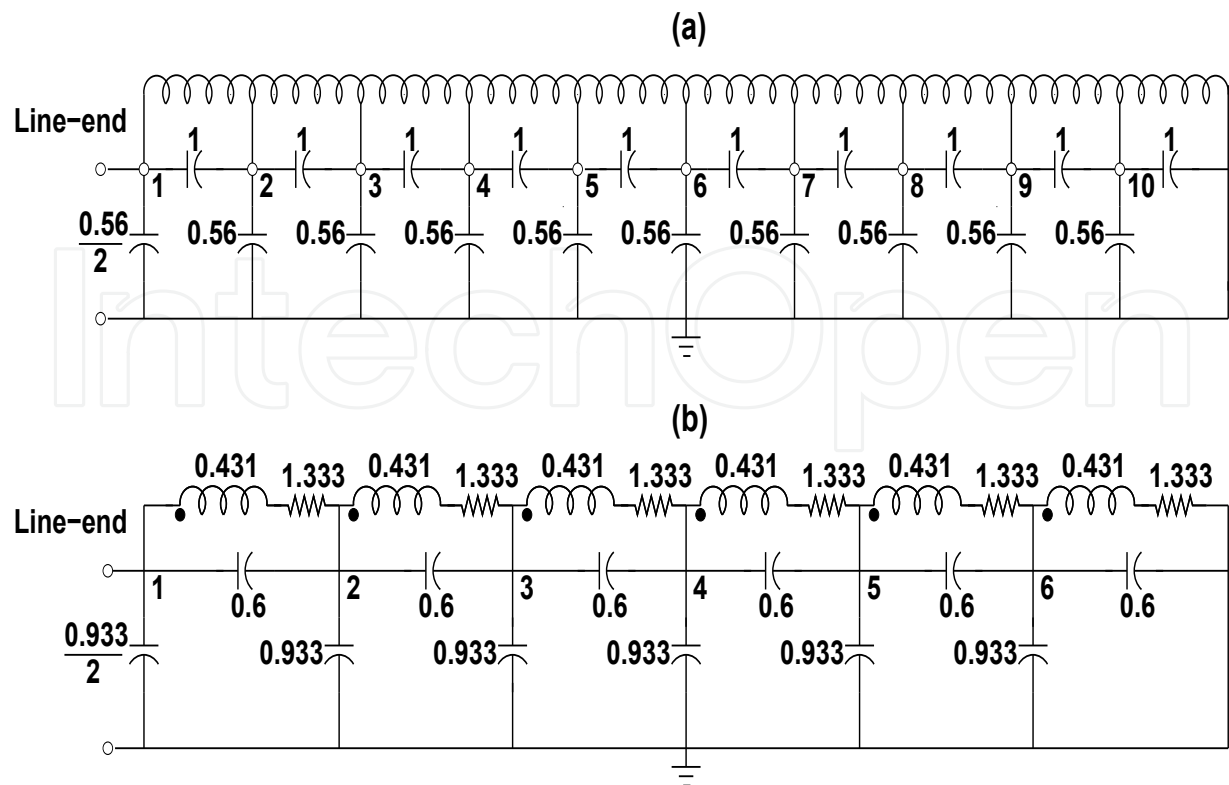 (a)
Line−end
1 1 1 1 1 1 1 1 1 1
1 2 3 4 5 6 7 8 9 10
0.56
2
0.56 0.56 0.56 0.56 0.56 0.56 0.56 0.56 0.56
IntechOpen
(b)
0.431 1.333 0.431 1.333 0.431 1.333 0.431 1.333 0.431 1.333 0.431 1.333
Line−end
1 2 3 4 5 6
0.6 0.6 0.6 0.6 0.6 0.6
0.933
2
0.933 0.933 0.933 0.933 0.933